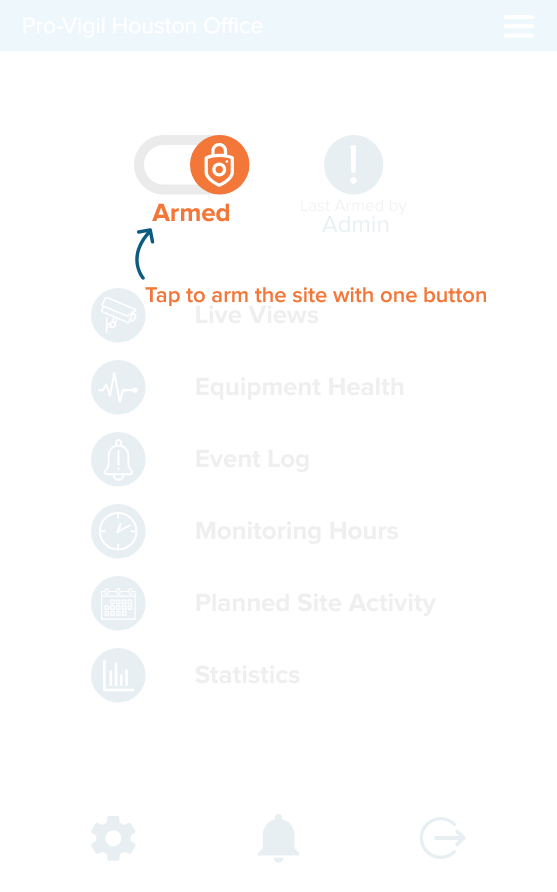 Pro-Vigil Houston Office
Armed
Last Armed by
Admin
Tap to arm the site with one button
Live Views
Equipment Health
Event Log
Monitoring Hours
Planned Site Activity
Statistics